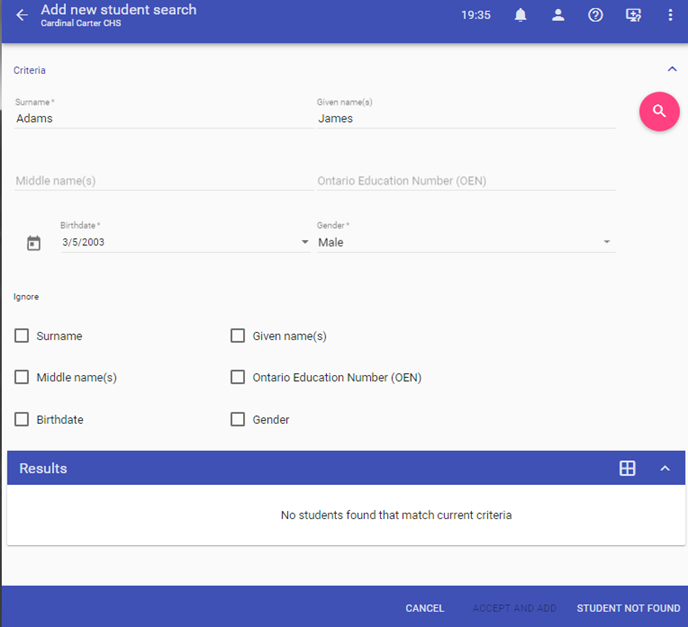 Add new student search
Cardinal Carter CHS
19:35
Criteria
Surname * Given name(s)
Adams James
Middle name(s) Ontario Education Number (OEN)
Birthdate * Gender *
3/5/2003 Male
Ignore
Surname Given name(s)
Middle name(s) Ontario Education Number (OEN)
Birthdate Gender
Results
No students found that match current criteria
CANCEL ACCEPT AND ADD STUDENT NOT FOUND